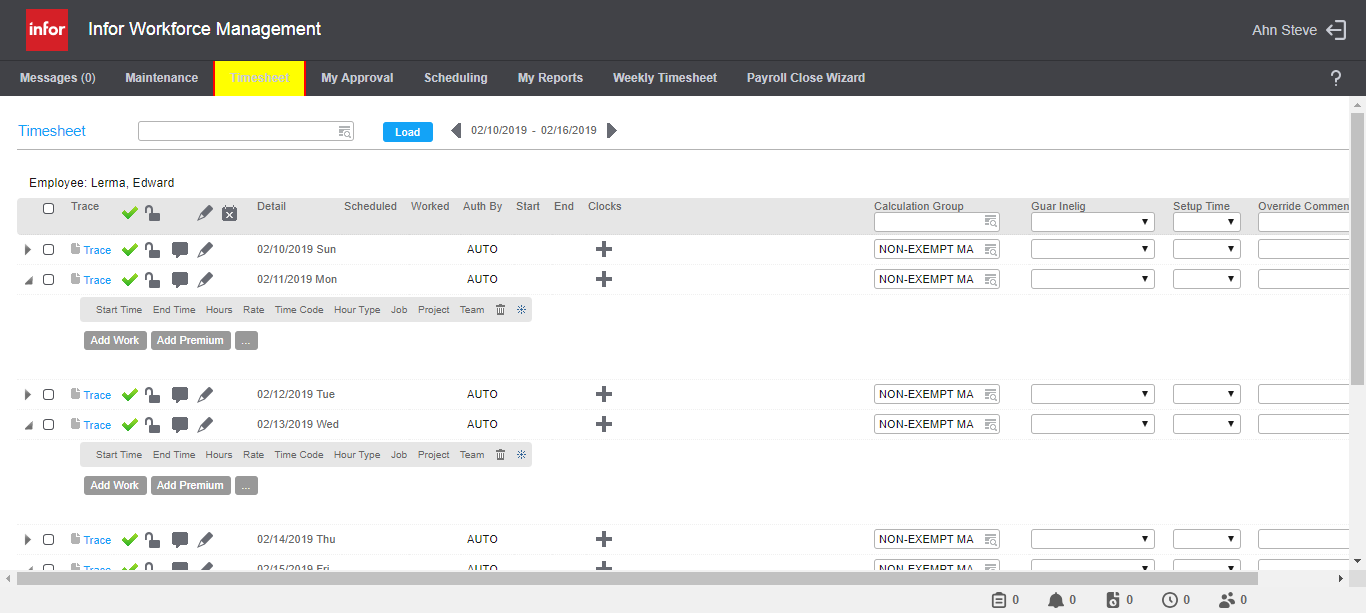 infor Infor Workforce Management Ahn Steve
Messages (0) Maintenance Timesheet My Approval Scheduling My Reports Weekly Timesheet Payroll Close Wizard ?
Timesheet Load 02/10/2019 - 02/16/2019
Employee: Lerma, Edward
Trace Detail Scheduled Worked Auth By Start End Clocks Calculation Group Guar Inelig Setup Time Override Commen
Trace 02/10/2019 Sun AUTO NON-EXEMPT MA
Trace 02/11/2019 Mon AUTO NON-EXEMPT MA
Start Time End Time Hours Rate Time Code Hour Type Job Project Team
Add Work Add Premium ...
Trace 02/12/2019 Tue AUTO NON-EXEMPT MA
Trace 02/13/2019 Wed AUTO NON-EXEMPT MA
Start Time End Time Hours Rate Time Code Hour Type Job Project Team
Add Work Add Premium ...
Trace 02/14/2019 Thu AUTO NON-EXEMPT MA
Trace 02/15/2019 Fri AUTO NON-EXEMPT MA
0 0 0 0 0